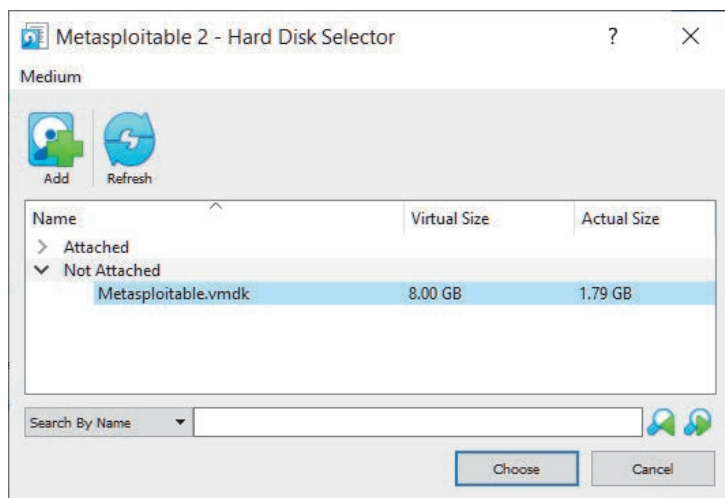 Metasploitable 2 - Hard Disk Selector ?
Medium
Add Refresh
Name Virtual Size Actual Size
Attached
Not Attached
Metasploitable.vmdk 8.00 GB 1.79 GB
Search By Name
Choose Cancel